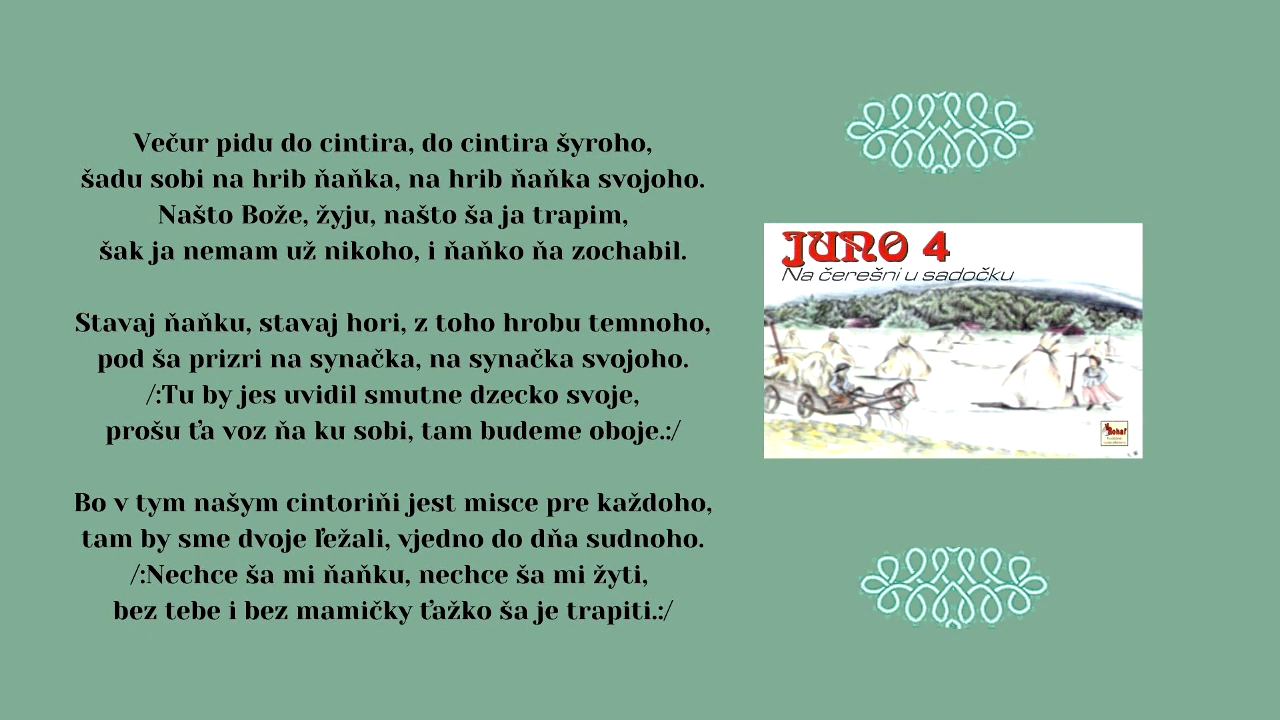 Večur pidu do cintira, do cintira šyroho,
šadu sobi na hrib ňaňka, na hrib ňaňka svojoho.
Našto Bože, žyju, našto ša ja trapim,
šak ja nemam už nikoho, i ňaňko ňa zochabil.
Stavaj ňaňku, stavaj hori, z toho hrobu temnoho,
pod ša prizri na synačka, na synačka svojoho.
/:Tu by jes uvidil smutne dzecko svoje,
prošu ťa voz ňa ku sobi, tam budeme oboje.:/
Bo v tym našym cintoriňi jest misce pre každoho,
tam by sme dvoje ľežali, vjedno do dňa sudnoho.
/:Nechce ša mi ňaňku, nechce ša mi žyti,
bez tebe i bez mamičky ťažko ša je trapiti.:/
JUNO 4
Na čerešni u sadočku